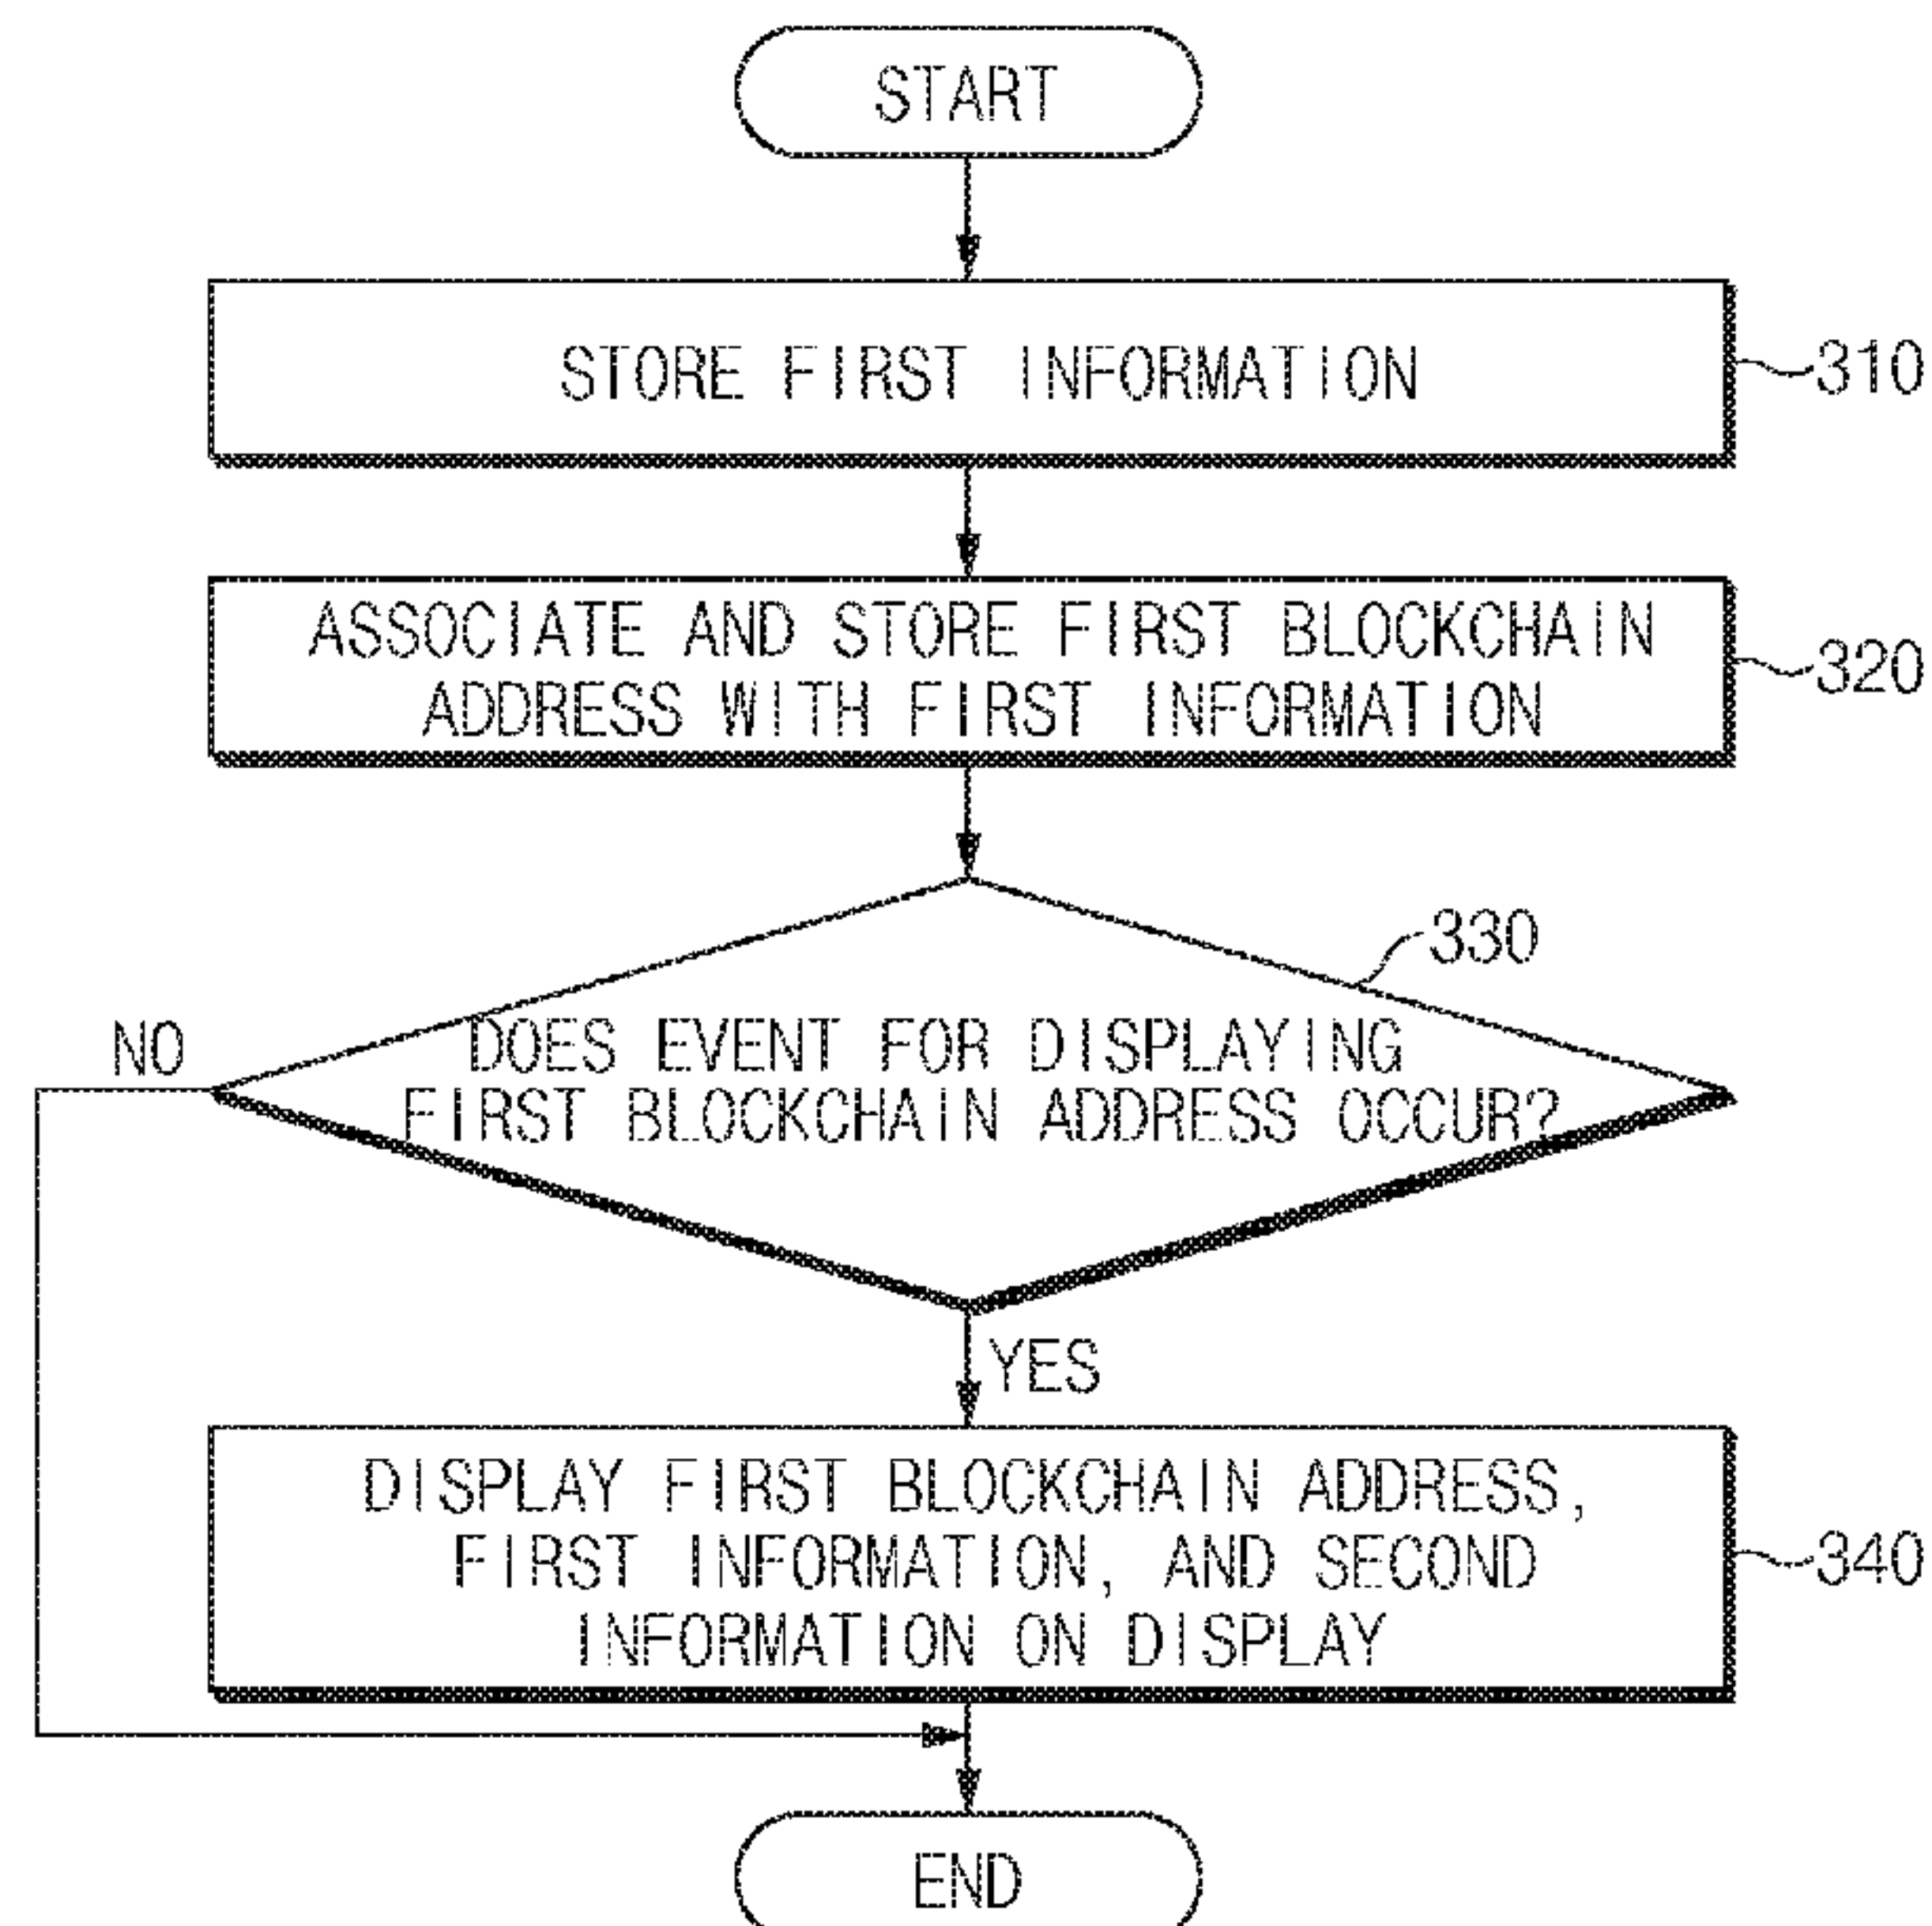 START
STORE FIRST INFORMATION
310
ASSOCIATE AND STORE FIRST BLOCKCHAIN
ADDRESS WITH FIRST INFORMATION
320
330
NO
DOES EVENT FOR DISPLAYING
FIRST BLOCKCHAIN ADDRESS OCCUR?
YES
DISPLAY FIRST BLOCKCHAIN ADDRESS,
FIRST INFORMATION, AND SECOND
INFORMATION ON DISPLAY
340
END